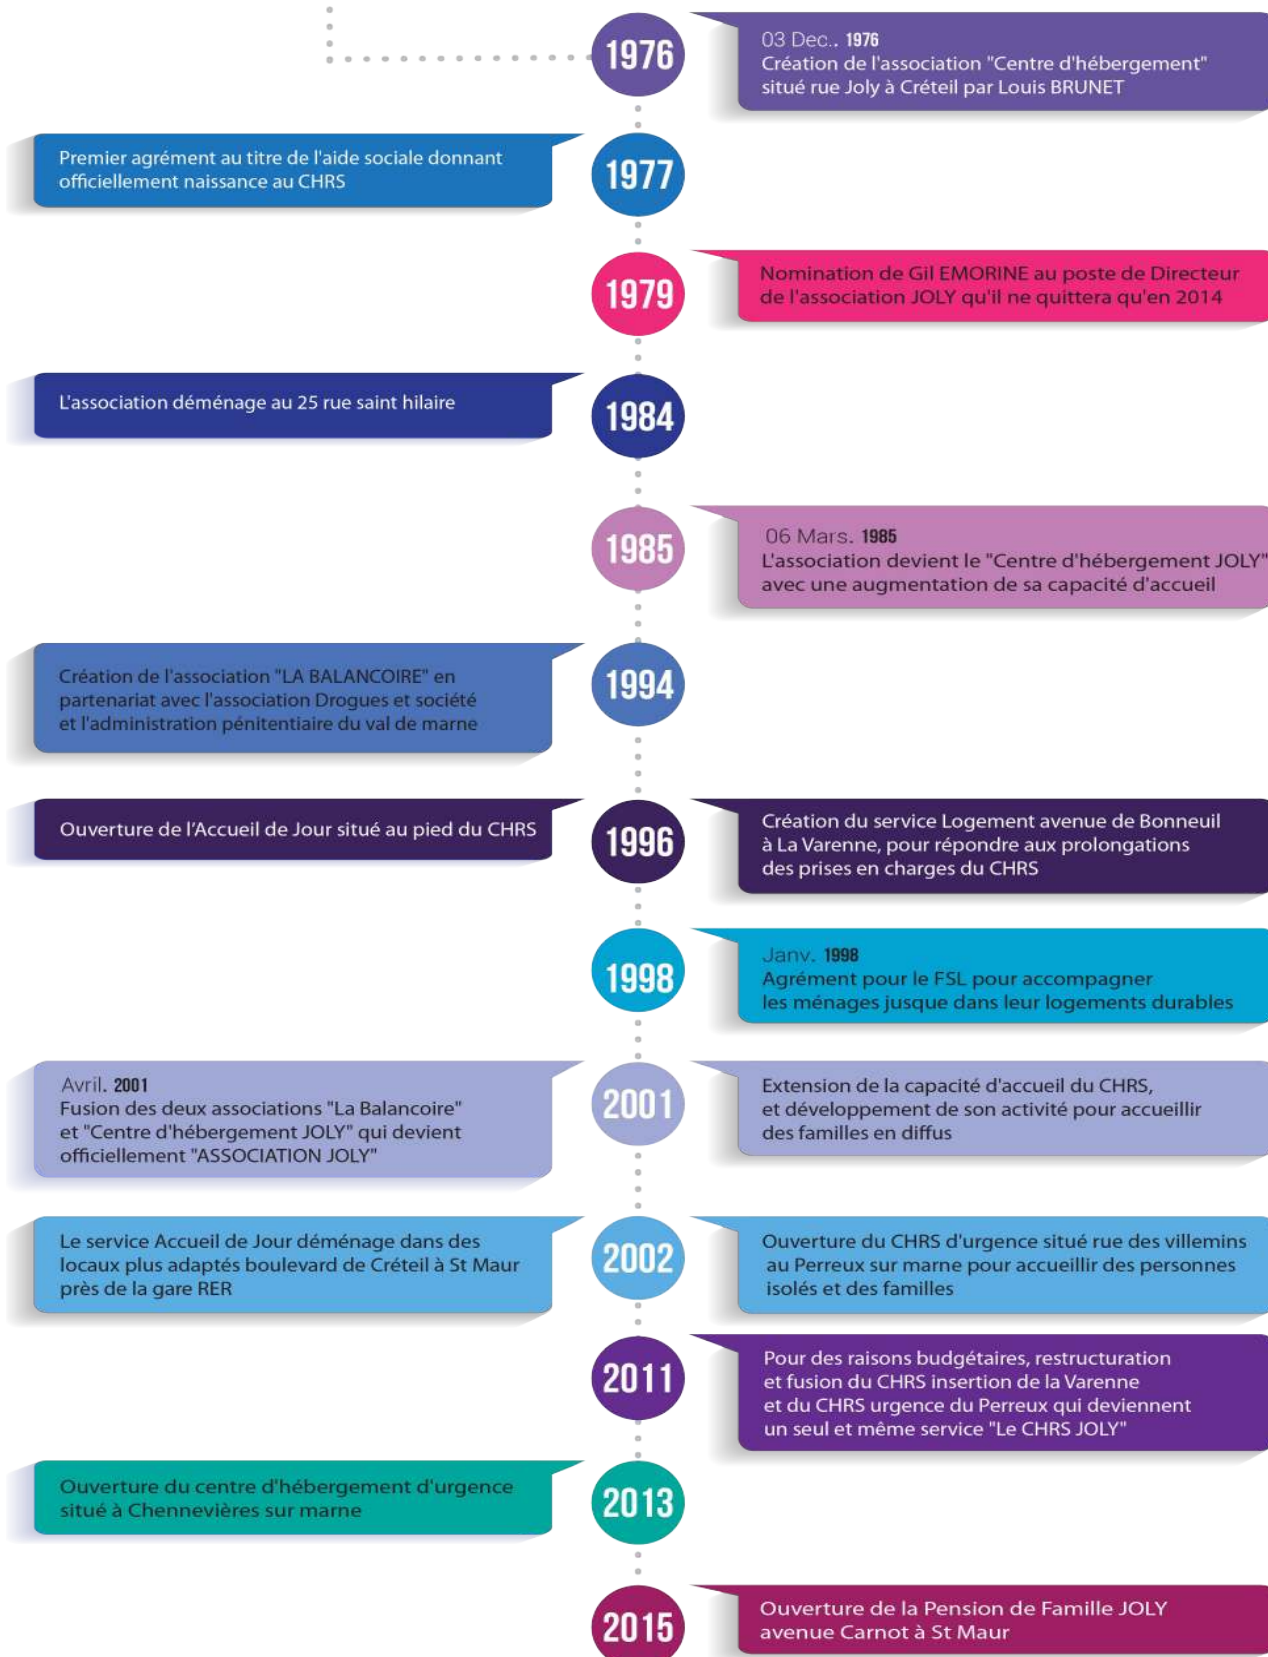 1976
03 Dec.. 1976
Création de l'association "Centre d'hébergement"
situé rue Joly à Créteil par Louis BRUNET
Premier agrément au titre de l'aide sociale donnant
officiellement naissance au CHRS
1977
1979
Nomination de Gil EMORINE au poste de Directeur
de l'association JOLY qu'il ne quittera qu'en 2014
L'association déménage au 25 rue saint hilaire
1984
1985
06 Mars. 1985
L'association devient le "Centre d'hébergement JOLY"
avec une augmentation de sa capacité d'accueil
Création de l'association "LA BALANCOIRE" en
partenariat avec l'association Drogues et société
et l'administration pénitentiaire du val de marne
1994
Ouverture de l'Accueil de Jour situé au pied du CHRS
1996
Création du service Logement avenue de Bonneuil
à La Varenne, pour répondre aux prolongations
des prises en charges du CHRS
1998
Janv. 1998
Agrément pour le FSL pour accompagner
les ménages jusque dans leur logements durables
Avril. 2001
Fusion des deux associations "La Balancoire"
et "Centre d'hébergement JOLY" qui devient
officiellement "ASSOCIATION JOLY"
2001
Extension de la capacité d'accueil du CHRS,
et développement de son activité pour accueillir
des familles en diffus
Le service Accueil de Jour déménage dans des
locaux plus adaptés boulevard de Créteil à St Maur
près de la gare RER
2002
Ouverture du CHRS d'urgence situé rue des villemins
au Perreux sur marne pour accueillir des personnes
isolés et des familles
2011
Pour des raisons budgétaires, restructuration
et fusion du CHRS insertion de la Varenne
et du CHRS urgence du Perreux qui deviennent
un seul et même service "Le CHRS JOLY"
Ouverture du centre d'hébergement d'urgence
situé à Chennevières sur marne
2013
2015
Ouverture de la Pension de Famille JOLY
avenue Carnot à St Maur